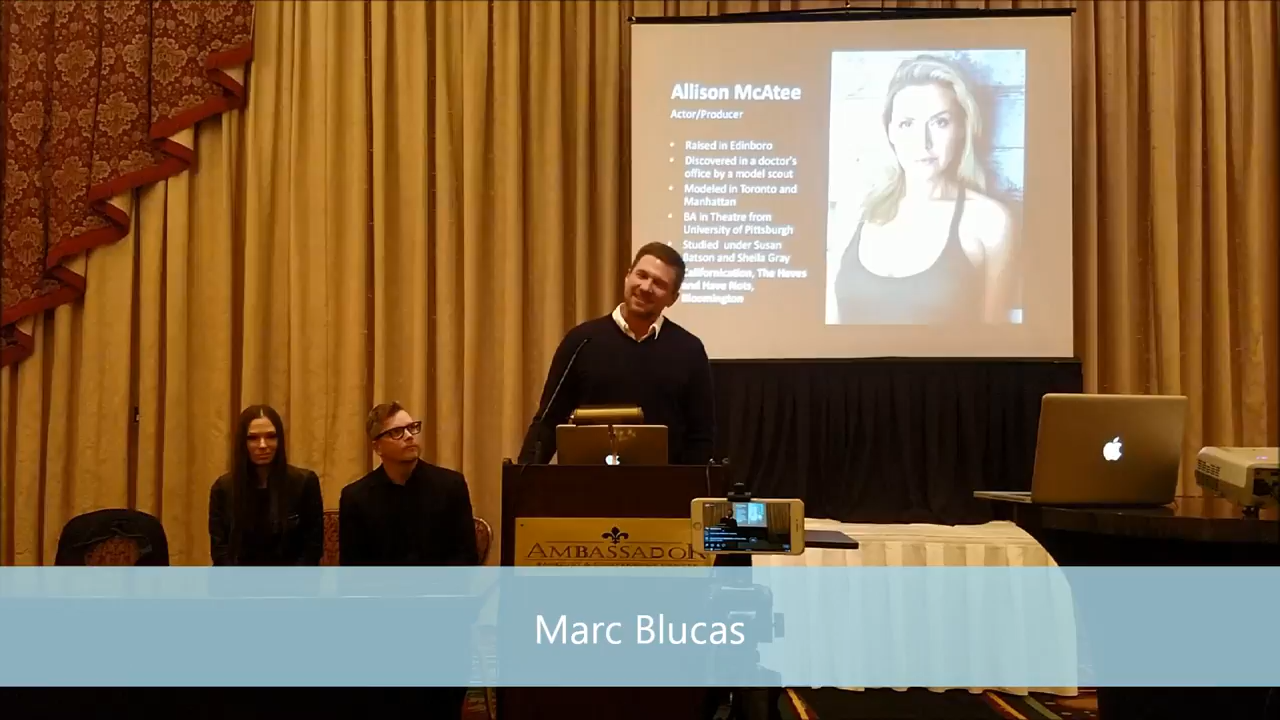 Allison McAtee
Actor/Producer
• Raised in Edinboro
• Discovered in a doctor's
office by a model scout
• Modeled in Toronto and
Manhattan
• BA in Theatre from
University of Pittsburgh
• Studied under Susan
Batson and Sheila Gray
Californication, The Haves
and Have Nots,
Bloomington
AMBASSADOR
Marc Blucas